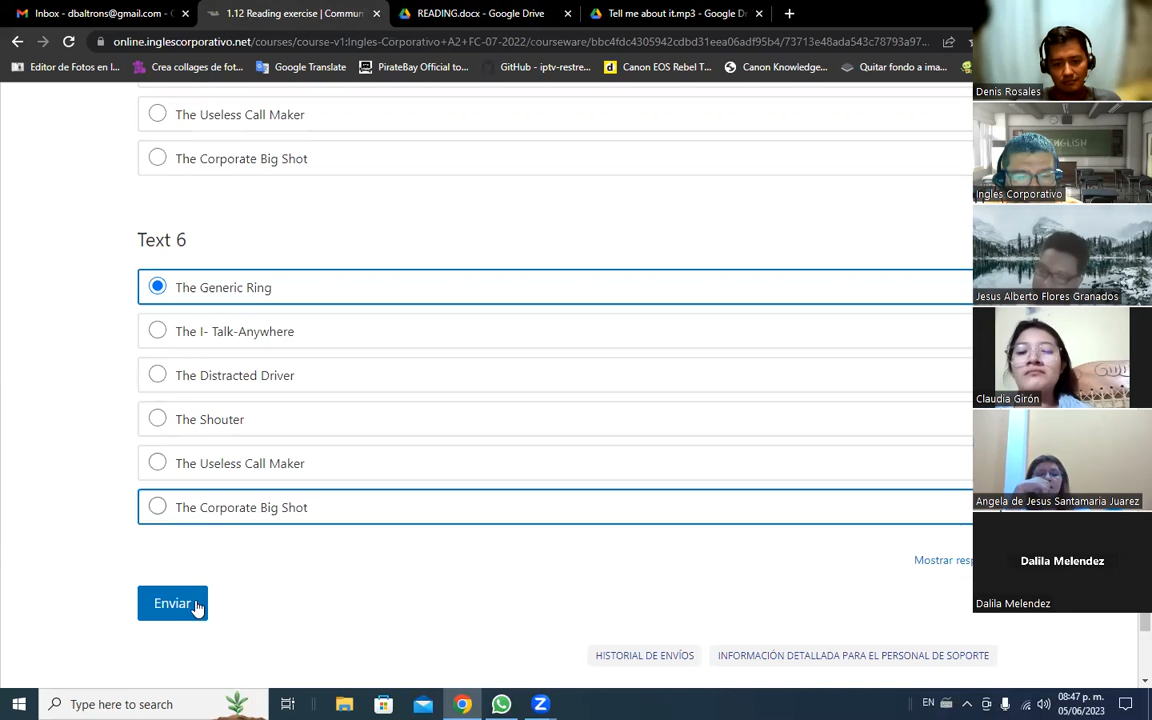 Inbox - dbaltrons@gmail.com -
1.12 Reading exercise | Commun
READING.docx - Google Drive
Tell me about it.mp3 - Google D
online.inglescorporativo.net/courses/course-v1:Ingles-Corporativo+A2+FC-07-2022/courseware/bbc4fdc4305942cdbd31eea06adf95b4/73713e48ada543c78793a97...
Editor de Fotos en l...
Crea collages de fot...
Google Translate
PirateBay Official to...
GitHub - iptv-restre...
Canon EOS Rebel T...
Canon Knowledge...
Quitar fondo a ima...
The Useless Call Maker
The Corporate Big Shot
Text 6
The Generic Ring
The I- Talk-Anywhere
The Distracted Driver
The Shouter
The Useless Call Maker
The Corporate Big Shot
Mostrar resp
Enviar
HISTORIAL DE ENVÍOS
INFORMACIÓN DETALLADA PARA EL PERSONAL DE SOPORTE
Denis Rosales
ENGLISH
Ingles Corporativo
Jesus Alberto Flores Granados
Claudia Girón
Angela de Jesus Santamaria Juarez
Dalila Melendez
Dalila Melendez
Type here to search
EN
08:47 p. m.
05/06/2023